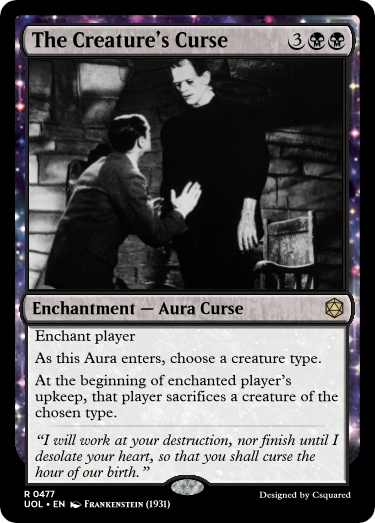 The Creature's Curse 3
Enchantment — Aura Curse
Enchant player
As this Aura enters, choose a creature type.
At the beginning of enchanted player's
upkeep, that player sacrifices a creature of the
chosen type.
“I will work at your destruction, nor finish until I
desolate your heart, so that you shall curse the
hour of our birth.”
R 0477
UOL • EN FRANKENSTEIN (1931)
Designed by Csquared